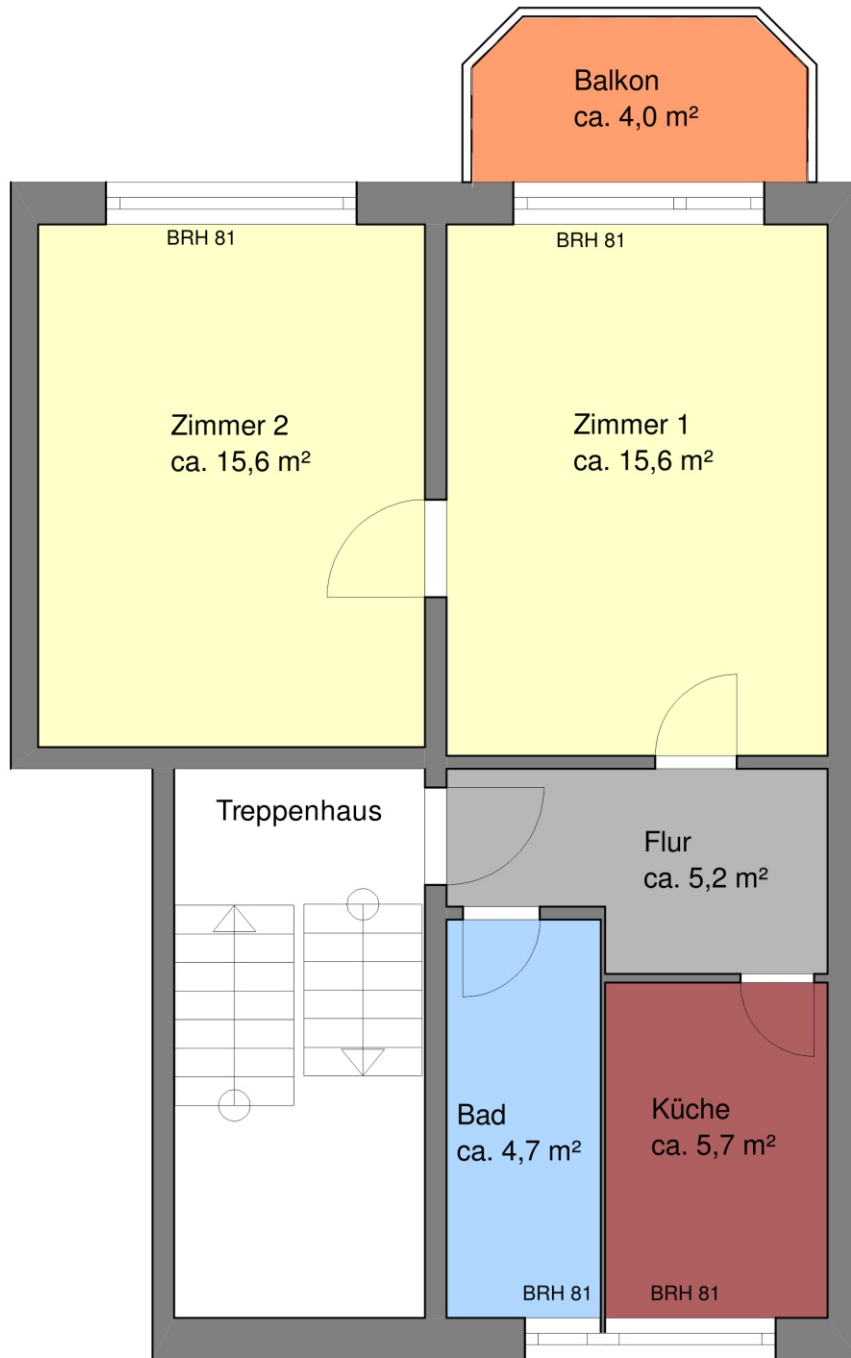 Balkon
ca. 4,0 m²
BRH 81
BRH 81
Zimmer 2
ca. 15,6 m²
Zimmer 1
ca. 15,6 m²
Treppenhaus
Flur
ca. 5,2 m²
Bad
ca. 4,7 m²
Küche
ca. 5,7 m²
BRH 81
BRH 81